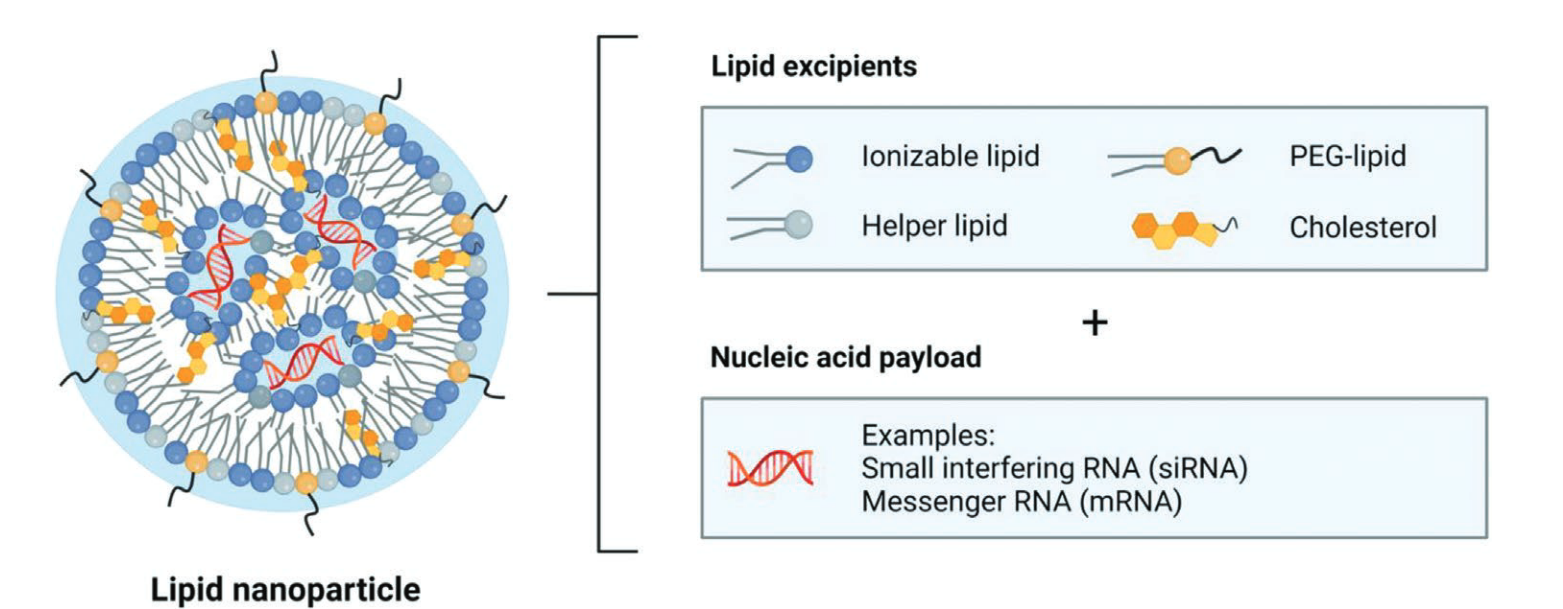 Lipid excipients
Ionizable lipid
PEG-lipid
Helper lipid
Cholesterol
+
Nucleic acid payload
Examples:
Small interfering RNA (siRNA)
Messenger RNA (mRNA)
Lipid nanoparticle